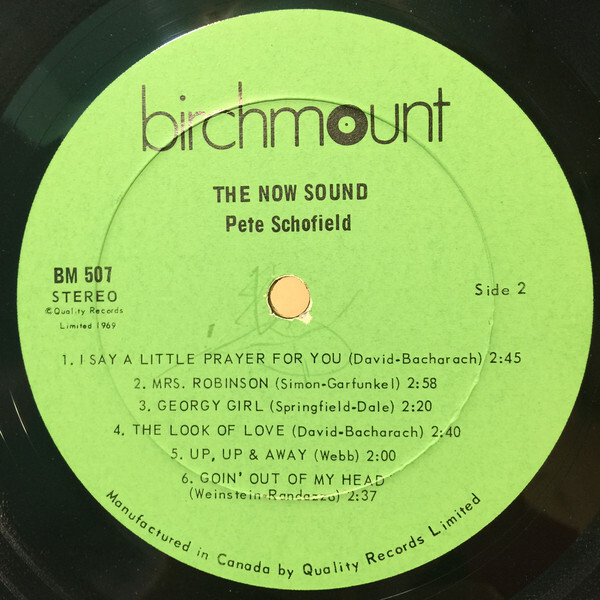 birchmount
THE NOW SOUND
Pete Schofield
BM 507
STEREO
©Quality Records
Limited 1969
Side 2
1. I SAY A LITTLE PRAYER FOR YOU (David-Bacharach) 2:45
2. MRS. ROBINSON (Simon-Garfunkel) 2:58
3. GEORGY GIRL (Springfield-Dale) 2:20
4. THE LOOK OF LOVE (David-Bacharach) 2:40
5. UP, UP & AWAY (Webb) 2:00
6. GOIN' OUT OF MY HEAD
(Weinstein-Randazzo) 2:37
Manufactured in Canada by Quality Records Limited